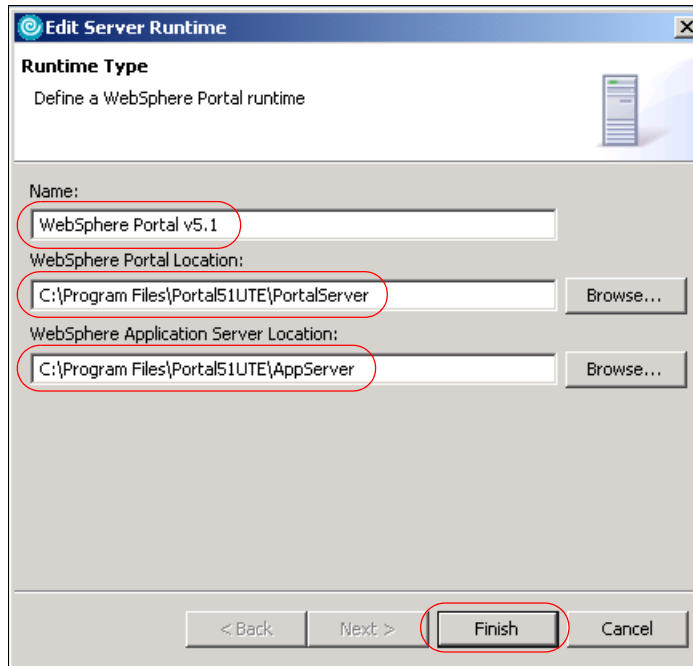 Edit Server Runtime
Runtime Type
Define a WebSphere Portal runtime
Name:
WebSphere Portal v5.1
WebSphere Portal Location:
C:\Program Files\Portal51UTE\PortalServer
Browse...
WebSphere Application Server Location:
C:\Program Files\Portal51UTE\AppServer
Browse...
< Back Next > Finish Cancel